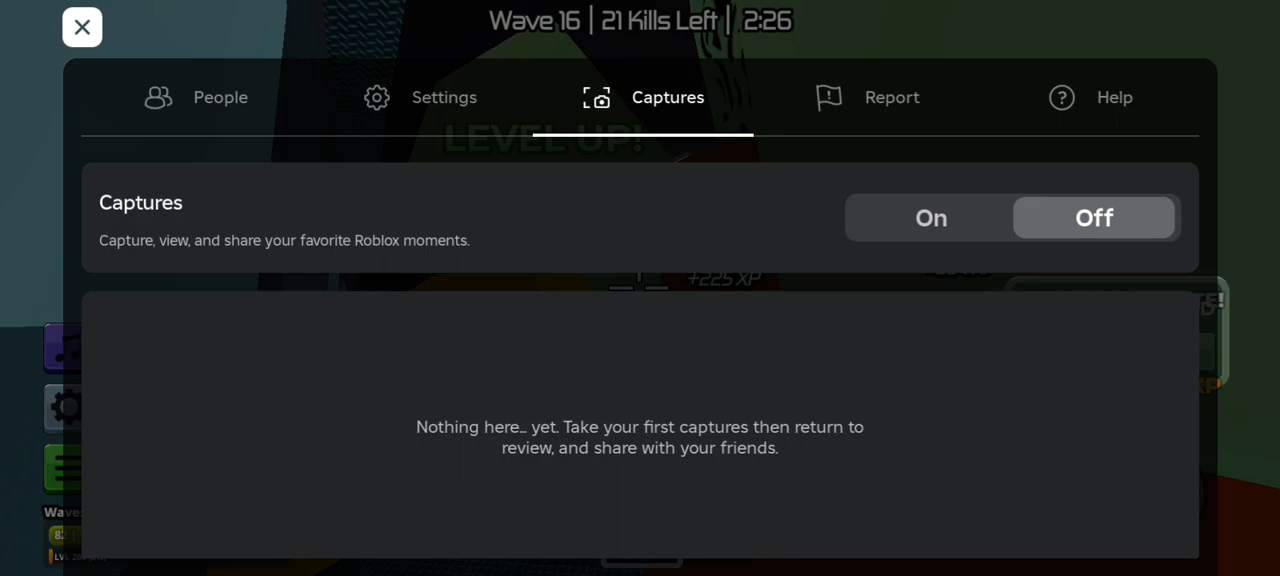 Wave 16 | 21 Kills Left | 2:26
People
Settings
Captures
Report
Help
LEVEL UP!
Captures
Capture, view, and share your favorite Roblox moments.
On
Off
+225 XP
Nothing here... yet. Take your first captures then return to
review, and share with your friends.